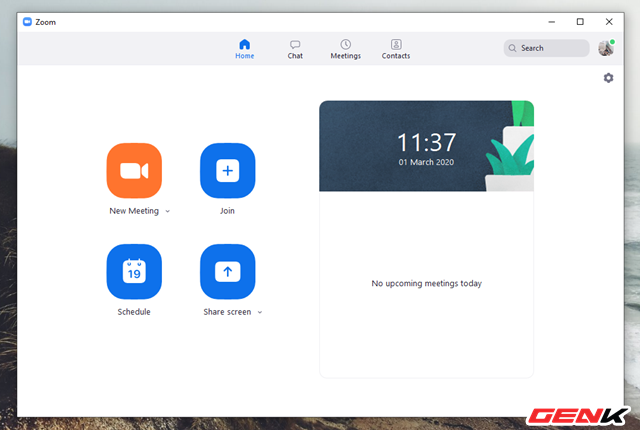 Zoom
Home
Chat
Meetings
Contacts
Search
11:37
01 March 2020
New Meeting
Join
19
Schedule
Share screen
No upcoming meetings today
GENK